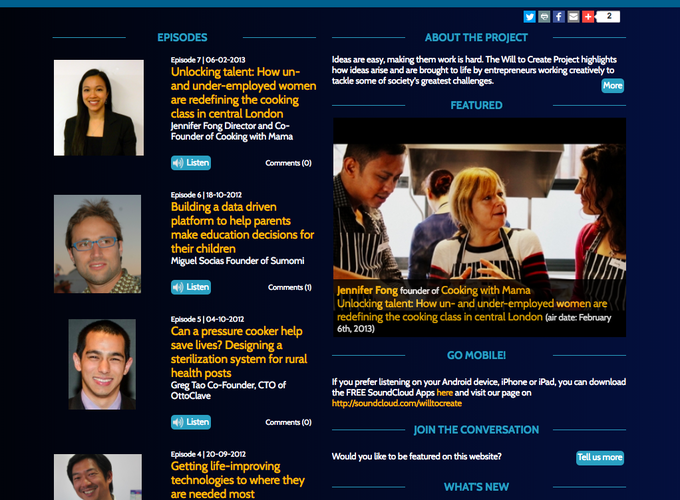 2
EPISODES
Episode 7 | 06-02-2013
Unlocking talent: How un-
and under-employed women
are redefining the cooking
class in central London
Jennifer Fong Director and Co-
Founder of Cooking with Mama
Listen
Comments (0)
Episode 6 | 18-10-2012
Building a data driven
platform to help parents
make education decisions for
their children
Miguel Socias Founder of Sumomi
Listen
Comments (1)
Episode 5 | 04-10-2012
Can a pressure cooker help
save lives? Designing a
sterilization system for rural
health posts
Greg Tao Co-Founder, CTO of
OttoClave
Listen
Comments (0)
Episode 4 | 20-09-2012
Getting life-improving
technologies to where they
are needed most
ABOUT THE PROJECT
Ideas are easy, making them work is hard. The Will to Create Project highlights
how ideas arise and are brought to life by entrepreneurs working creatively to
tackle some of society's greatest challenges.
More
FEATURED
Jennifer Fong founder of Cooking with Mama
Unlocking talent: How un- and under-employed women are
redefining the cooking class in central London (air date: February
6th, 2013)
GO MOBILE!
If you prefer listening on your Android device, iPhone or iPad, you can download
the FREE SoundCloud Apps here and visit our page on
http://soundcloud.com/willtocreate
JOIN THE CONVERSATION
Would you like to be featured on this website?
Tell us more
WHAT'S NEW